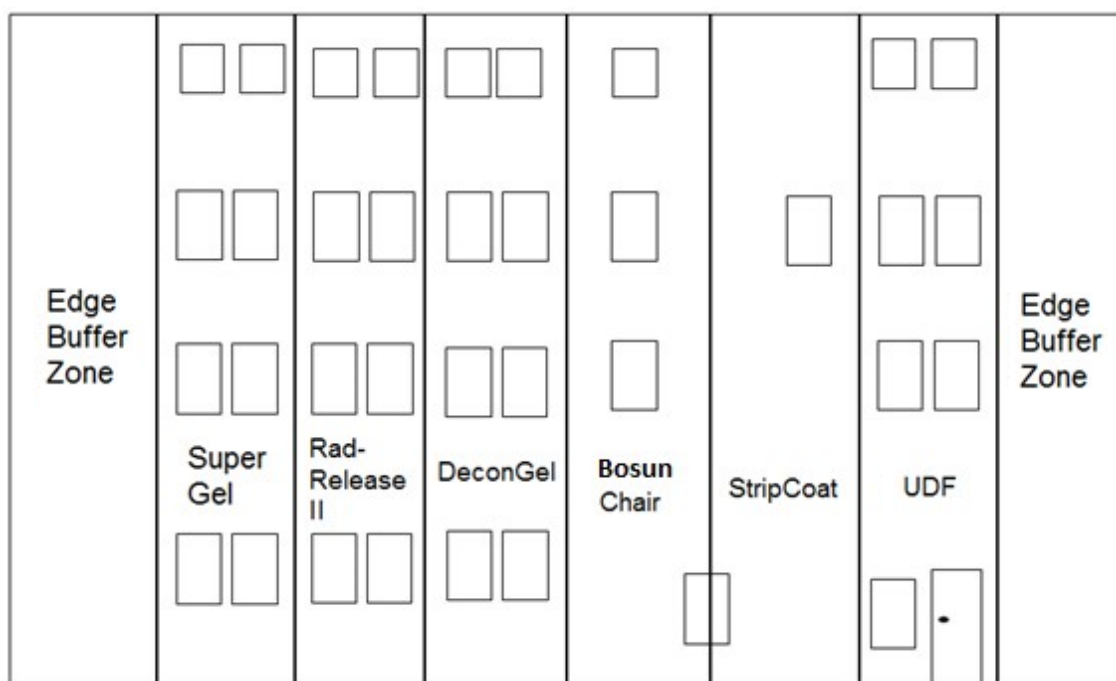 Edge
Buffer
Zone
Super
Gel
Rad-
Release
II
DeconGel
Bosun
Chair
StripCoat
UDF
Edge
Buffer
Zone